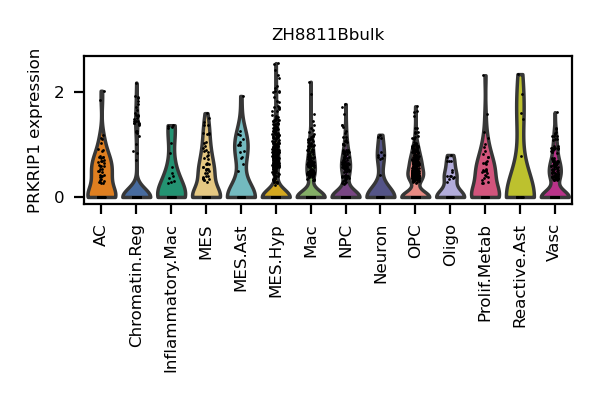 ZH8811Bbulk
PRKRIP1 expression
2
0
AC
Chromatin.Reg
Inflammatory.Mac
MES
MES.Ast
MES.Hyp
Mac
NPC
Neuron
OPC
Oligo
Prolif.Metab
Reactive.Ast
Vasc